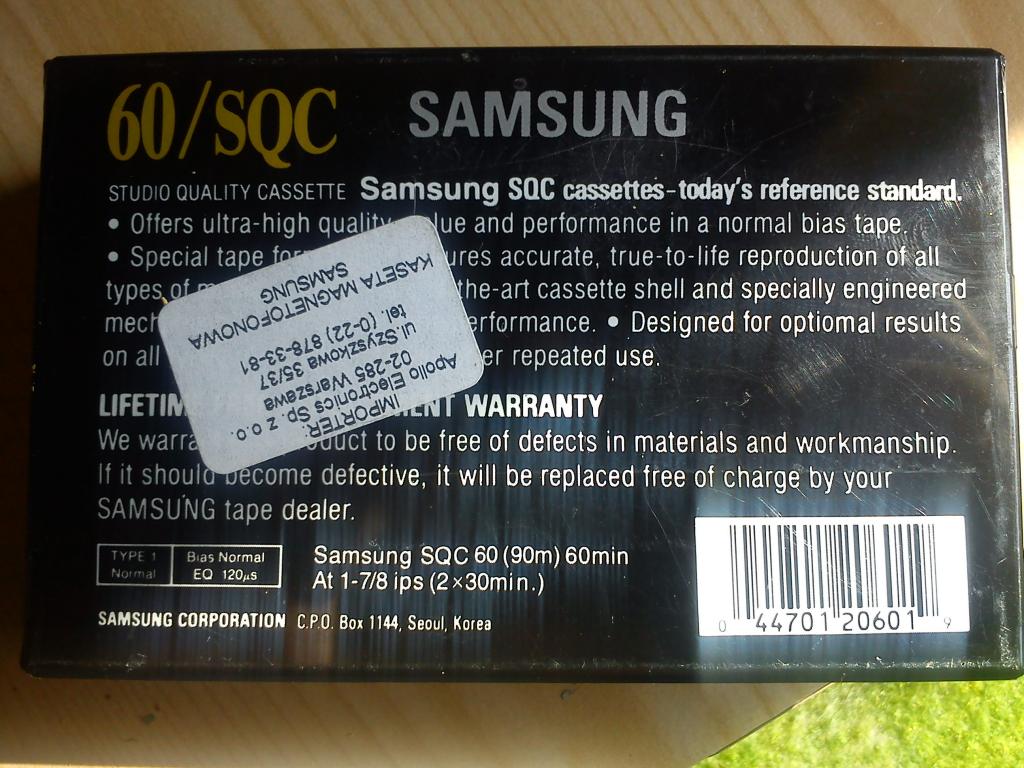 60/SQC SAMSUNG
STUDIO QUALITY CASSETTE Samsung SQC cassettes-today's reference standard.
• Offers ultra-high quality, lue and performance in a normal bias tape.
• Special tape for ures accurate, true-to-life reproduction of all
types of the-art cassette shell and specially engineered
mech erformance. • Designed for optiomal results
on all er repeated use.
LIFETIM ENT WARRANTY
We warra duct to be free of defects in materials and workmanship.
If it should become defective, it will be replaced free of charge by your
SAMSUNG tape dealer.
TYPE 1
Normal
Bias Normal
EQ 120µs
Samsung SQC 60 (90m) 60min
At 1-7/8 ips (2×30min.)
SAMSUNG CORPORATION C.P.O. Box 1144, Seoul, Korea
0 44701 20601 9
IMPORTER:
Apollo Electronics Sp. z o.o.
02-285 Warszawa
ul.Szyszkowa 35/37
tel. (0-22) 878-33-81
KASETA MAGNETOFONOWA
SAMSUNG